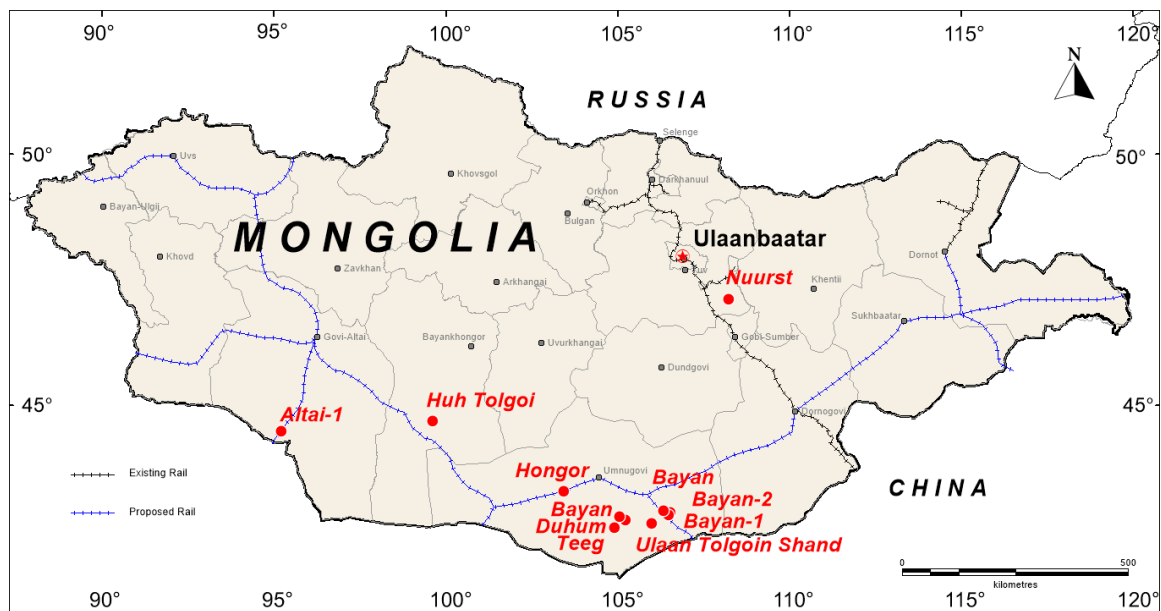 90° 95° 100° 105° 110° 115° 120°
N
RUSSIA
50° 50°
Selenge
Uvs
Darkhanuul
Khovsgol
Orkhon
Bayan-Ulgii
Bulgan
MONGOLIA
Ulaanbaatar
Khovd
Dornot
Zavkhan
Tuv
Nuurst
Arkhangai
Khentii
Sukhbaatar
Govi-Altai
Bayankhongor
Uvurkhangai
Gobi-Sumber
Dundgovi
45° 45°
Altai-1
Huh Tolgoi
Dornogovi
Existing Rail
Hongor
Umnugovi
Bayan
CHINA
Bayan-2
Proposed Rail
Bayan
Bayan-1
Duhum
Teeg
Ulaan Tolgoin Shand
0 500
kilometres
90° 95° 100° 105° 110° 115° 120°